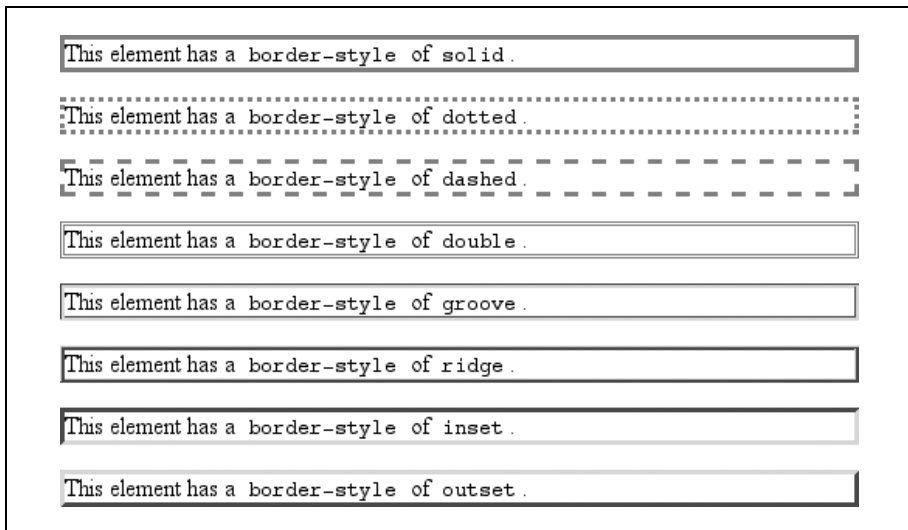 This element has a border-style of solid.
This element has a border-style of dotted.
This element has a border-style of dashed.
This element has a border-style of double.
This element has a border-style of groove.
This element has a border-style of ridge.
This element has a border-style of inset.
This element has a border-style of outset.